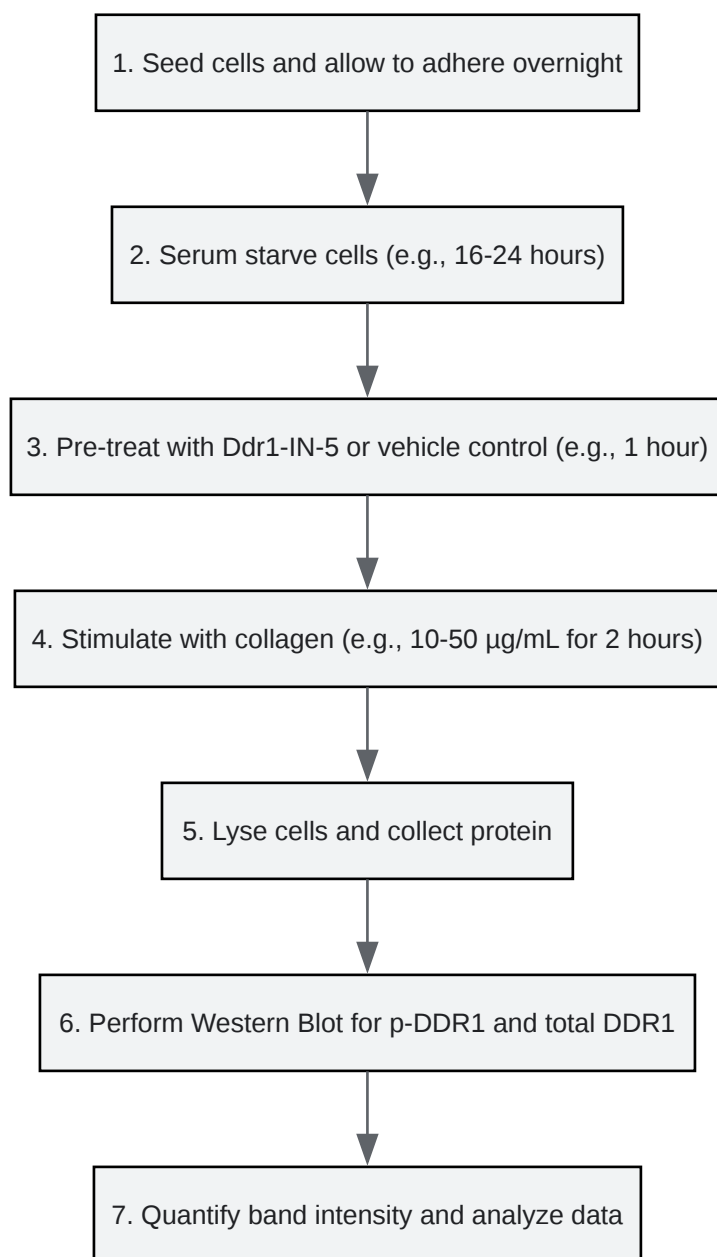 1. Seed cells and allow to adhere overnight
2. Serum starve cells (e.g., 16-24 hours)
3. Pre-treat with Ddr1-IN-5 or vehicle control (e.g., 1 hour)
4. Stimulate with collagen (e.g., 10-50 µg/mL for 2 hours)
5. Lyse cells and collect protein
6. Perform Western Blot for p-DDR1 and total DDR1
7. Quantify band intensity and analyze data